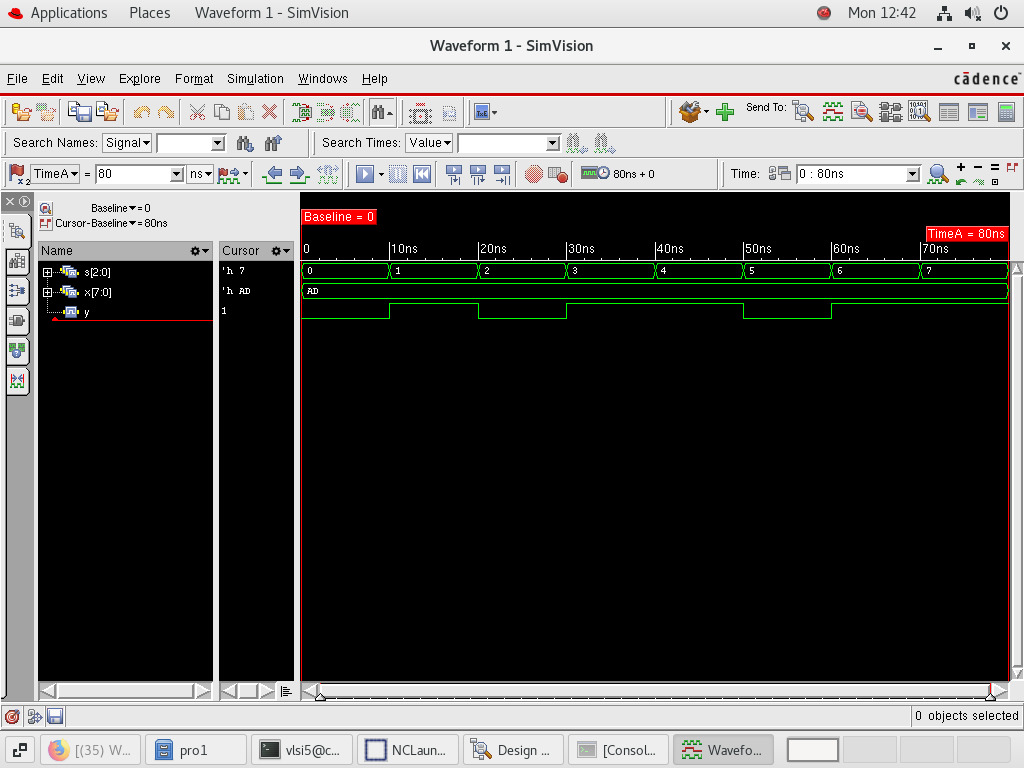 Applications Places Waveform 1 - SimVision Mon 12:42
Waveform 1 - SimVision
File Edit View Explore Format Simulation Windows Help cādence
Send To:
Search Names: Signal Search Times: Value
x2 TimeA = 80 ns 80ns + 0 Time: 0 : 80ns
Baseline = 0
Cursor-Baseline = 80ns
Baseline = 0
TimeA = 80ns
Name Cursor 0 10ns 20ns 30ns 40ns 50ns 60ns 70ns
s[2:0] 'h 7 0 1 2 3 4 5 6 7
x[7:0] 'h AD AD
y 1
0 objects selected
[(35) W... pro1 vlsi5@c... NCLaun... Design ... [Consol... Wavefo...